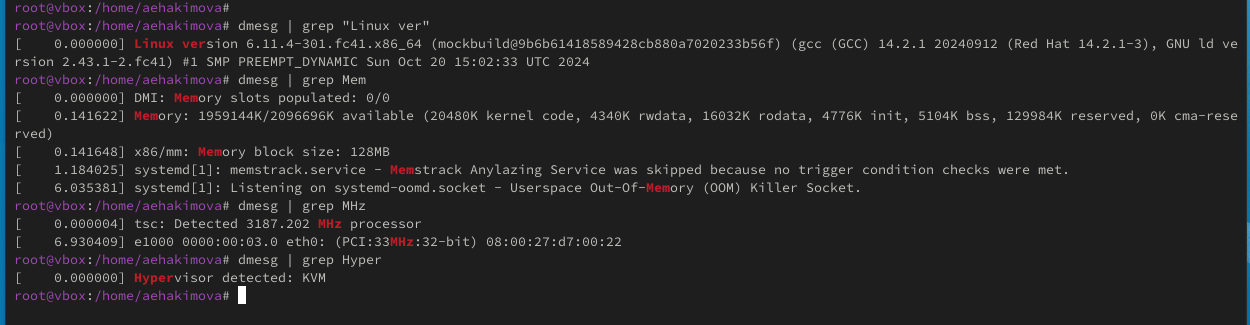 root@vbox:/home/aehakimova#
root@vbox:/home/aehakimova# dmesg | grep "Linux ver"
[    0.000000] Linux version 6.11.4-301.fc41.x86_64 (mockbuild@9b6b61418589428cb880a7020233b56f) (gcc (GCC) 14.2.1 20240912 (Red Hat 14.2.1-3), GNU ld ve
rsion 2.43.1-2.fc41) #1 SMP PREEMPT_DYNAMIC Sun Oct 20 15:02:33 UTC 2024
root@vbox:/home/aehakimova# dmesg | grep Mem
[    0.000000] DMI: Memory slots populated: 0/0
[    0.141622] Memory: 1959144K/2096696K available (20480K kernel code, 4340K rwdata, 16032K rodata, 4776K init, 5104K bss, 129984K reserved, 0K cma-rese
rved)
[    0.141648] x86/mm: Memory block size: 128MB
[    1.184025] systemd[1]: memstrack.service - Memstrack Anylazing Service was skipped because no trigger condition checks were met.
[    6.035381] systemd[1]: Listening on systemd-oomd.socket - Userspace Out-Of-Memory (OOM) Killer Socket.
root@vbox:/home/aehakimova# dmesg | grep MHz
[    0.000004] tsc: Detected 3187.202 MHz processor
[    6.930409] e1000 0000:00:03.0 eth0: (PCI:33MHz:32-bit) 08:00:27:d7:00:22
root@vbox:/home/aehakimova# dmesg | grep Hyper
[    0.000000] Hypervisor detected: KVM
root@vbox:/home/aehakimova#